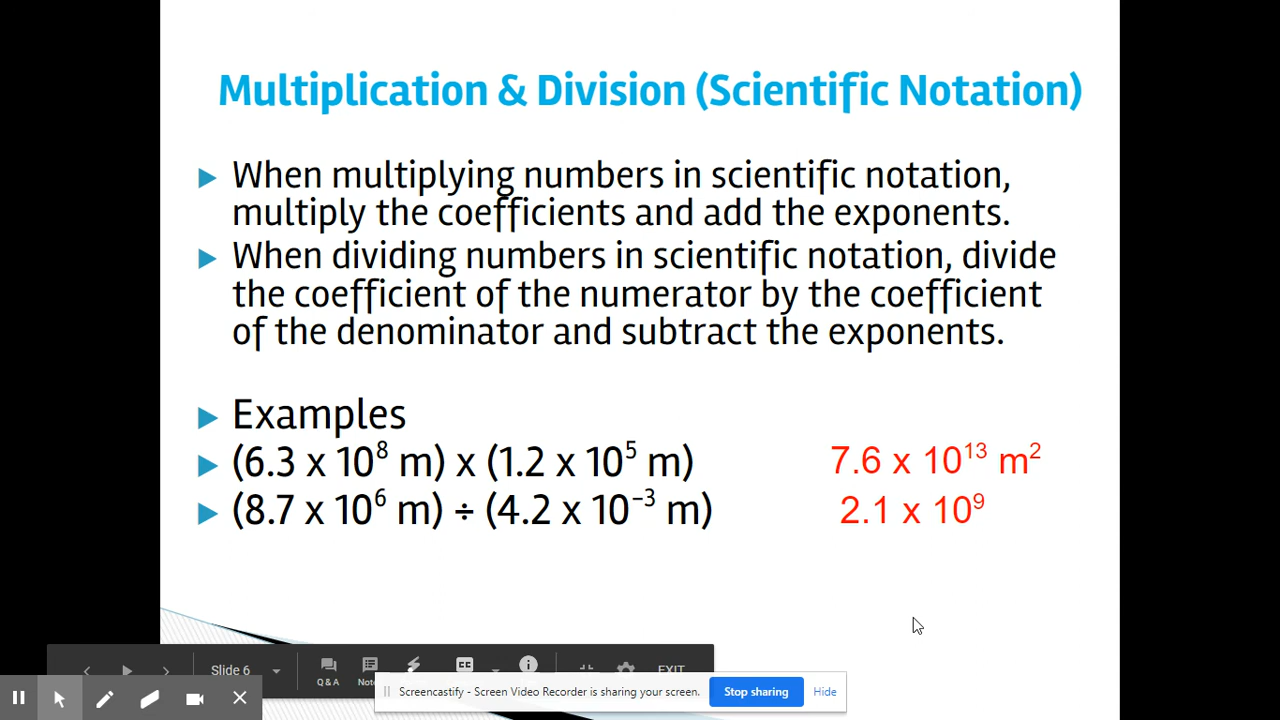 Multiplication & Division (Scientific Notation)
When multiplying numbers in scientific notation,
multiply the coefficients and add the exponents.
When dividing numbers in scientific notation, divide
the coefficient of the numerator by the coefficient
of the denominator and subtract the exponents.
Examples
(6.3 x 10⁸ m) x (1.2 x 10⁵ m) 7.6 x 10¹³ m²
(8.7 x 10⁶ m) ÷ (4.2 x 10⁻³ m) 2.1 x 10⁹
Slide 6
EXIT
Q & A
Screencastify - Screen Video Recorder is sharing your screen. Stop sharing Hide